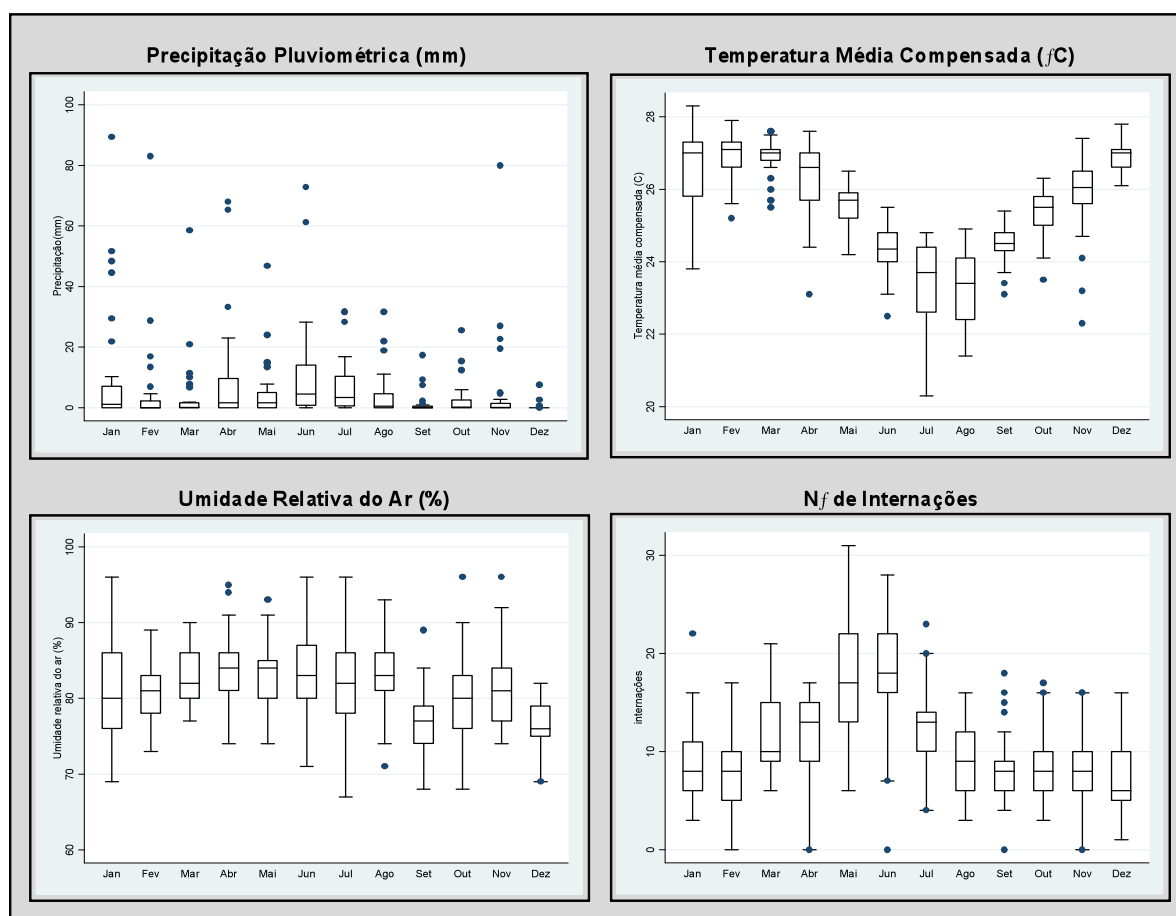 Precipitação Pluviométrica (mm)
Precipitação(mm)
100
80
60
40
20
0
Jan Fev Mar Abr Mai Jun Jul Ago Set Out Nov Dez
Temperatura Média Compensada (ƒC)
Temperatura média compensada (C)
28
26
24
22
20
Jan Fev Mar Abr Mai Jun Jul Ago Set Out Nov Dez
Umidade Relativa do Ar (%)
Umidade relativa do ar (%)
100
90
80
70
60
Jan Fev Mar Abr Mai Jun Jul Ago Set Out Nov Dez
Nƒ de Internações
internações
30
20
10
0
Jan Fev Mar Abr Mai Jun Jul Ago Set Out Nov Dez